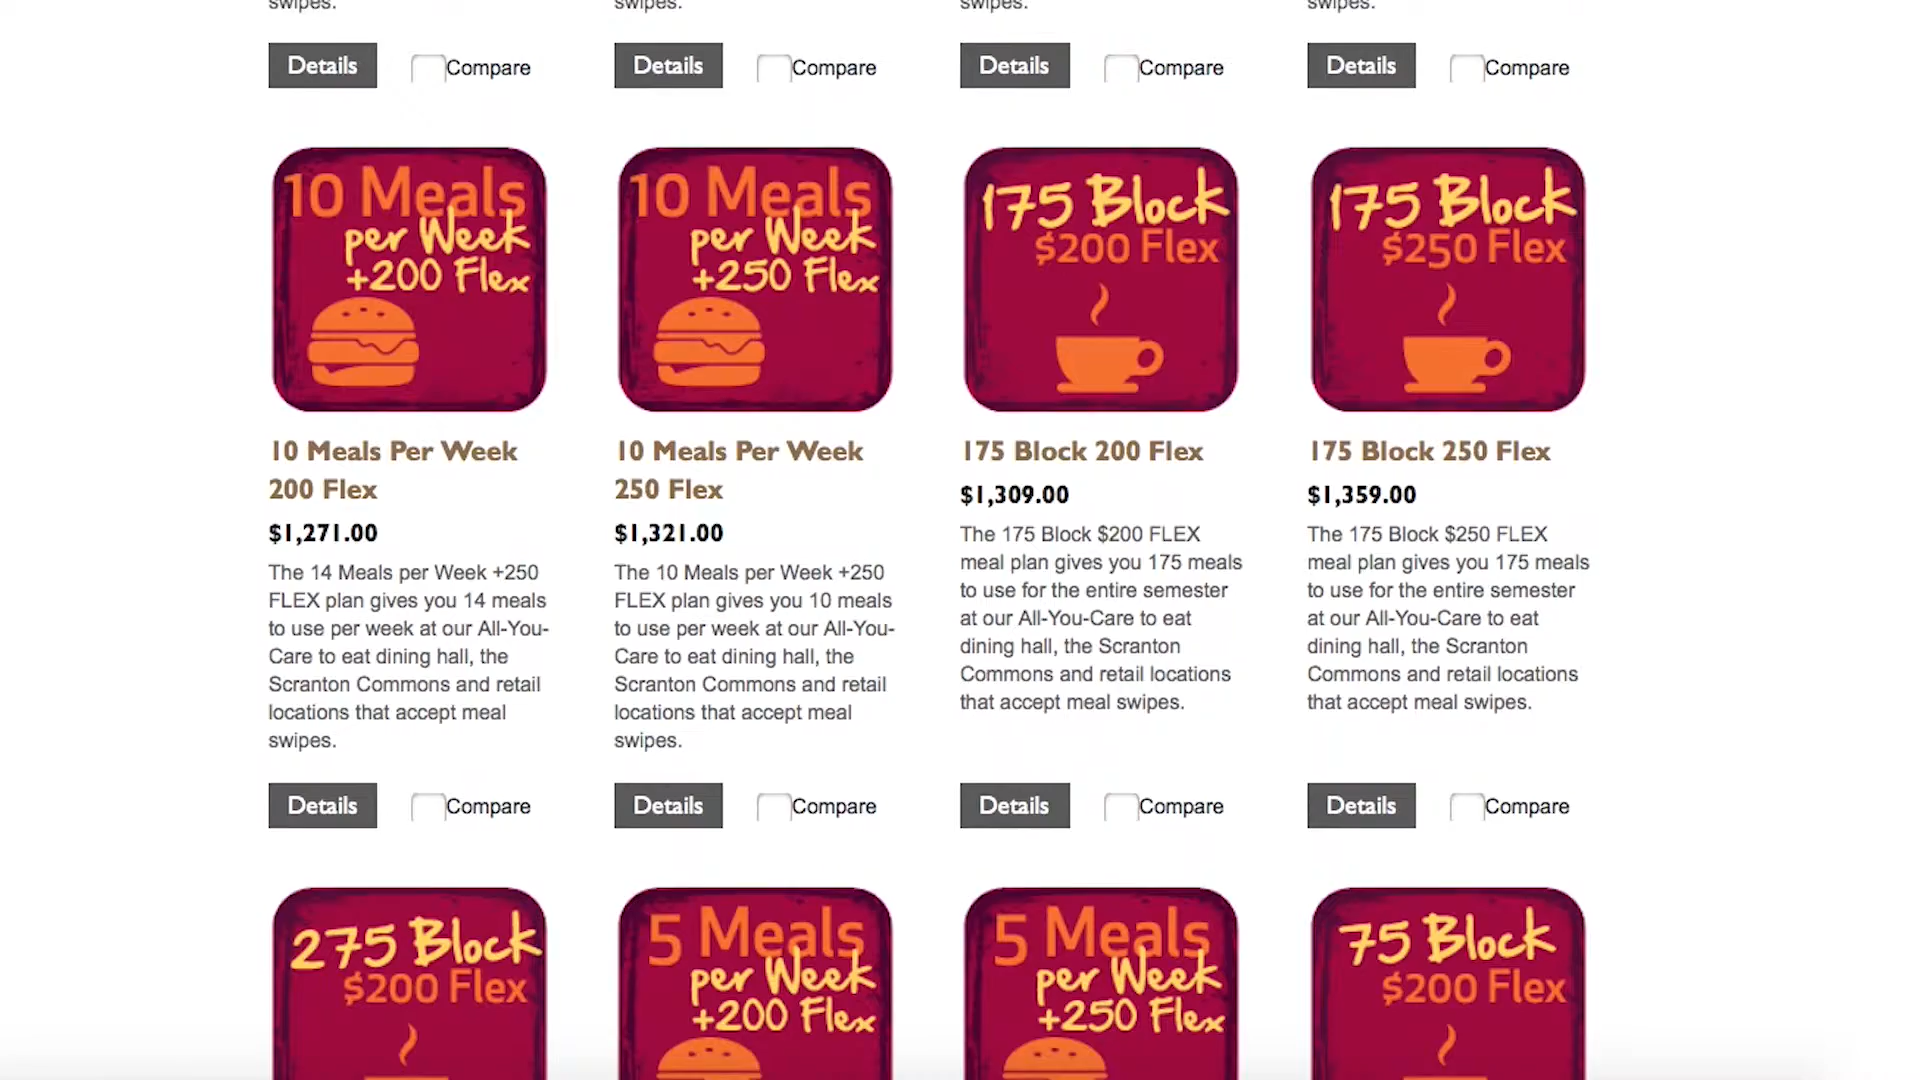 swipes.
swipes.
swipes.
swipes.
Details
Compare
Details
Compare
Details
Compare
Details
Compare
10 Meals
per Week
+200 Flex
10 Meals
per Week
+250 Flex
175 Block
$200 Flex
175 Block
$250 Flex
10 Meals Per Week
200 Flex
$1,271.00
The 14 Meals per Week +250
FLEX plan gives you 14 meals
to use per week at our All-You-
Care to eat dining hall, the
Scranton Commons and retail
locations that accept meal
swipes.
10 Meals Per Week
250 Flex
$1,321.00
The 10 Meals per Week +250
FLEX plan gives you 10 meals
to use per week at our All-You-
Care to eat dining hall, the
Scranton Commons and retail
locations that accept meal
swipes.
175 Block 200 Flex
$1,309.00
The 175 Block $200 FLEX
meal plan gives you 175 meals
to use for the entire semester
at our All-You-Care to eat
dining hall, the Scranton
Commons and retail locations
that accept meal swipes.
175 Block 250 Flex
$1,359.00
The 175 Block $250 FLEX
meal plan gives you 175 meals
to use for the entire semester
at our All-You-Care to eat
dining hall, the Scranton
Commons and retail locations
that accept meal swipes.
Details
Compare
Details
Compare
Details
Compare
Details
Compare
275 Block
$200 Flex
5 Meals
per Week
+200 Flex
5 Meals
per Week
+250 Flex
75 Block
$200 Flex